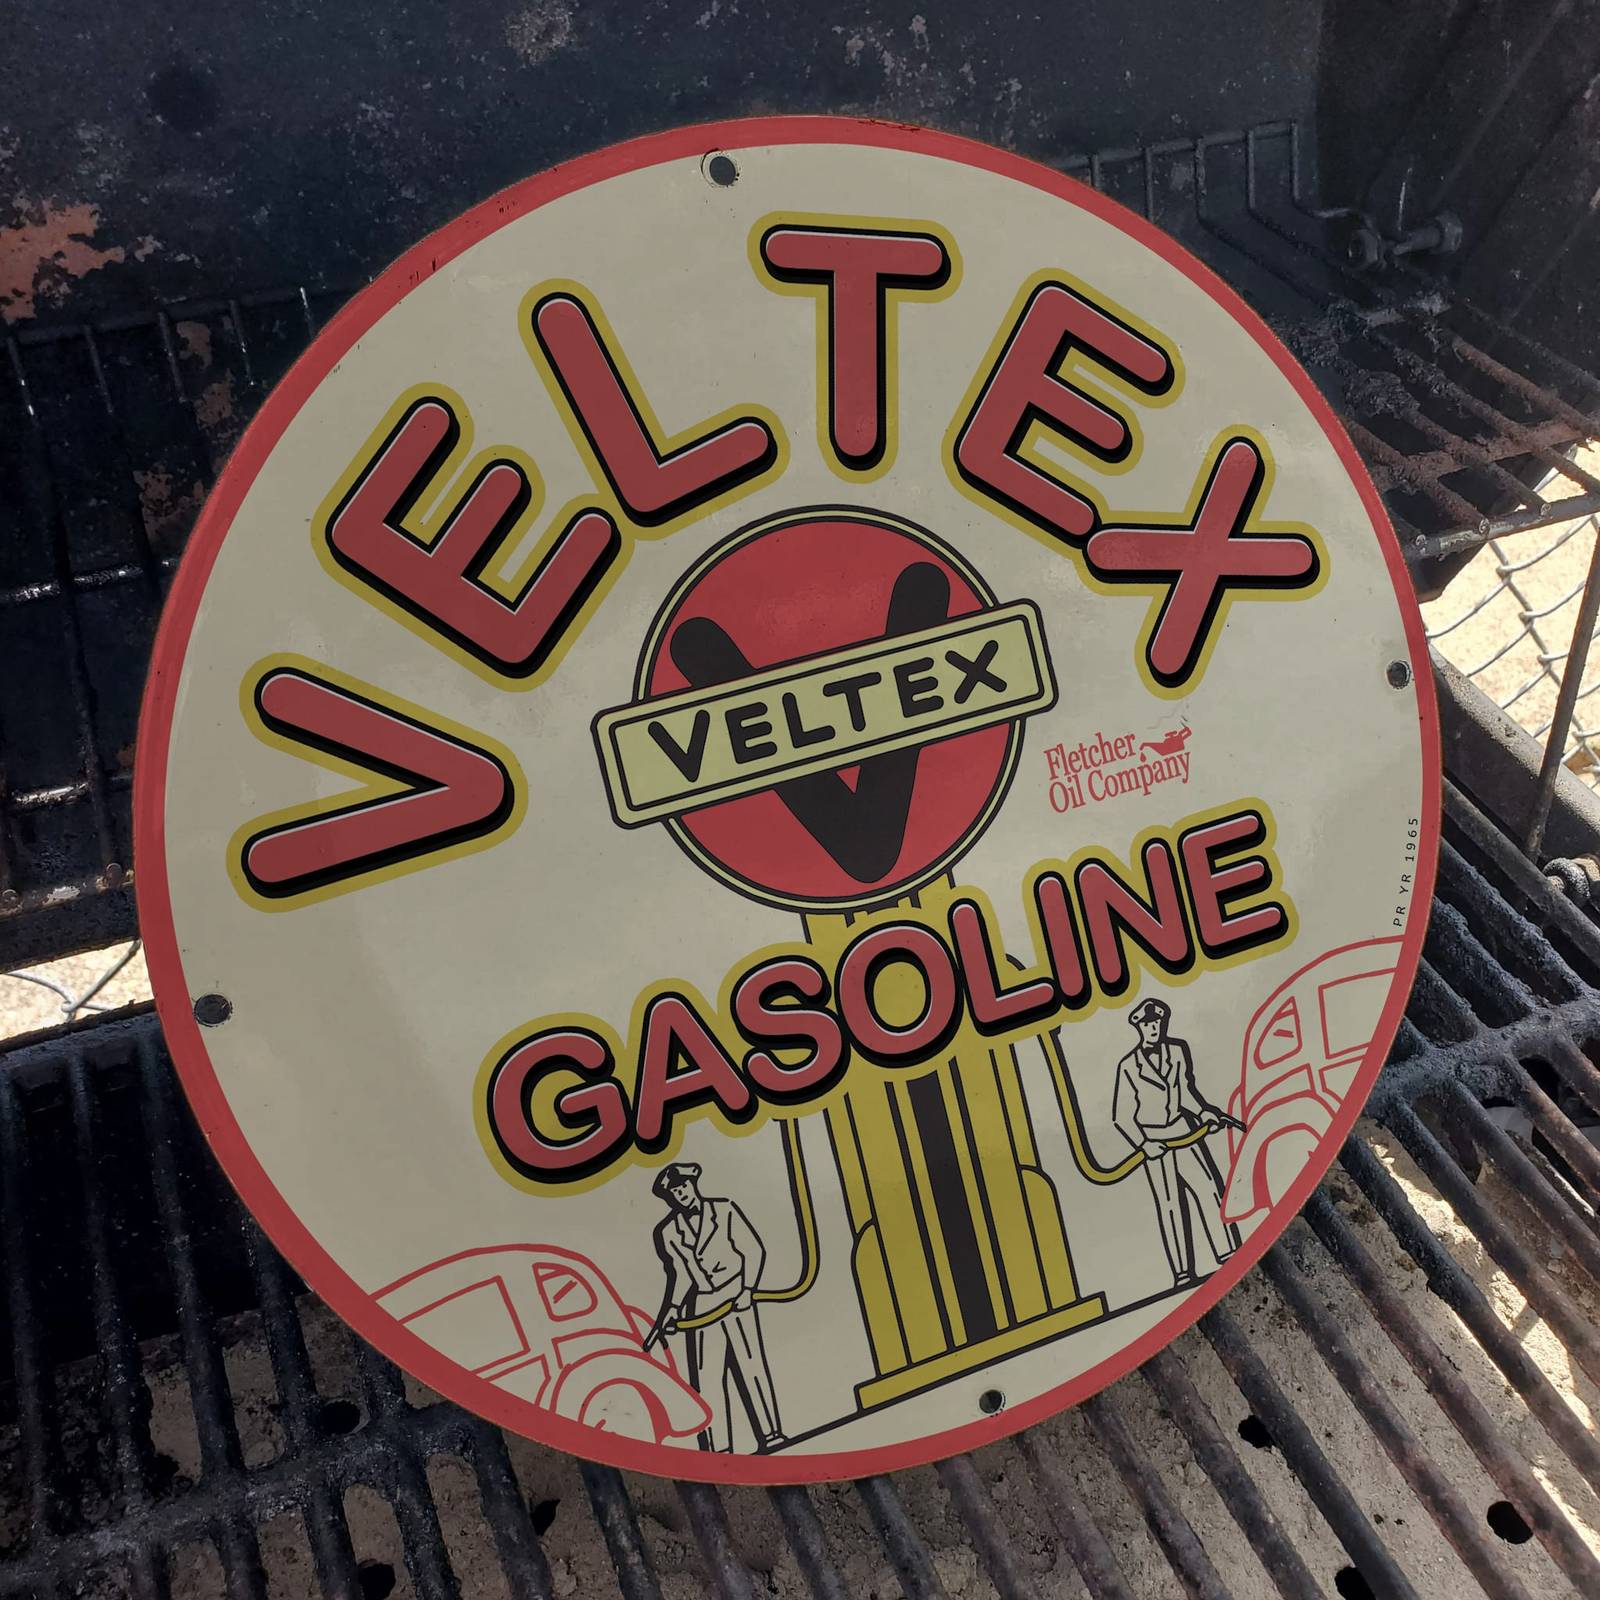 VELTEX
VELTEX
Fletcher
Oil Company
GASOLINE
PR YR 1965